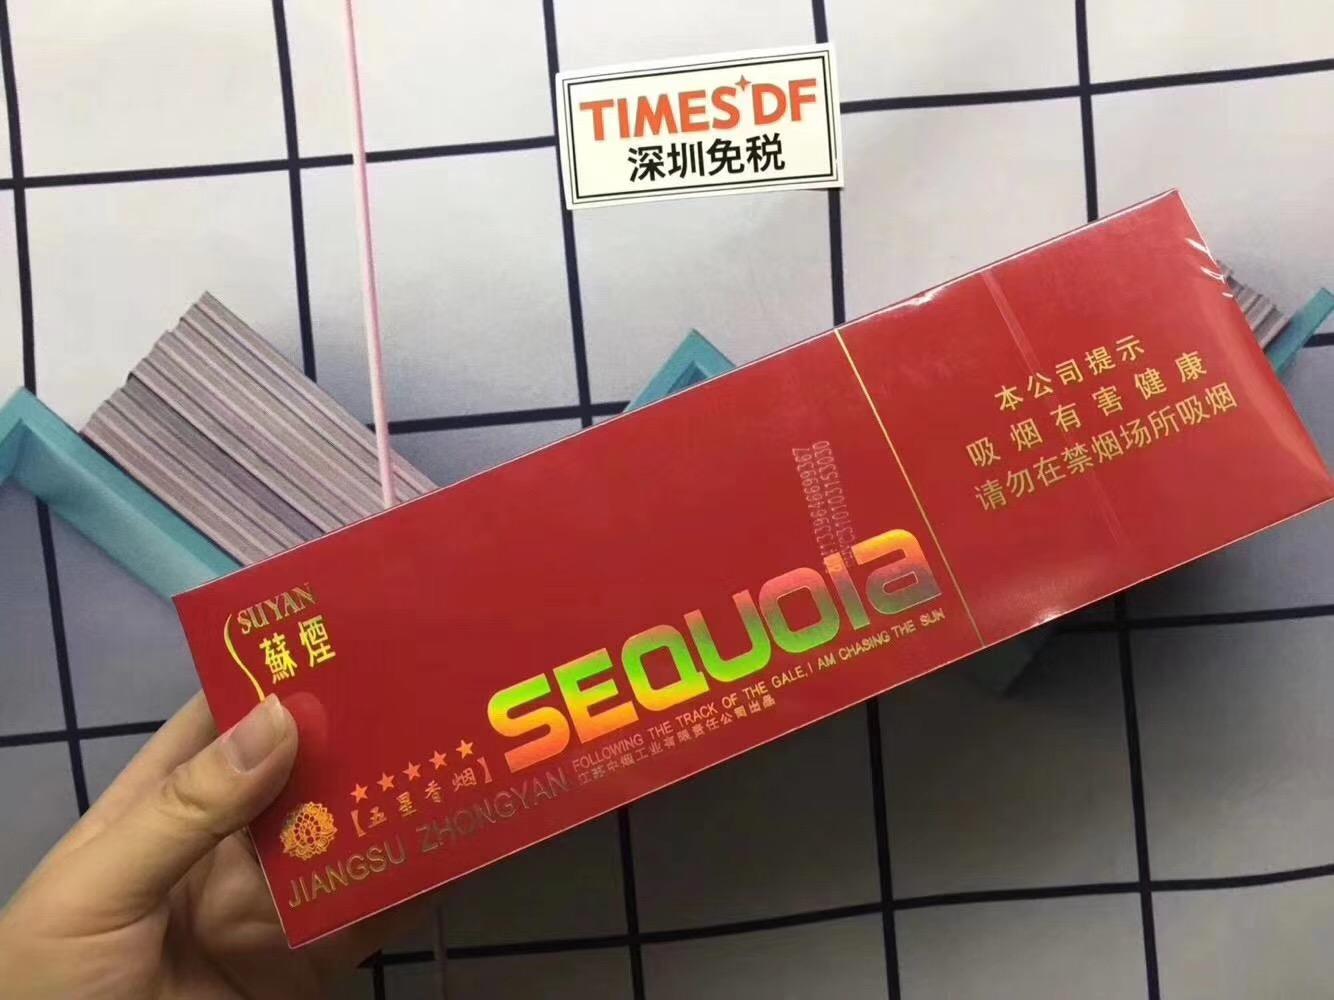 TIMES DF
深圳免税
本公司提示
吸烟有害健康
请勿在禁烟场所吸烟
SUYAN
蘇煙
SEQUOIa
FOLLOWING THE TRACK OF THE GALE, I AM CHASING THE SUN
江苏中烟工业有限责任公司出品
【五星香烟】
JIANGSU ZHONGYAN